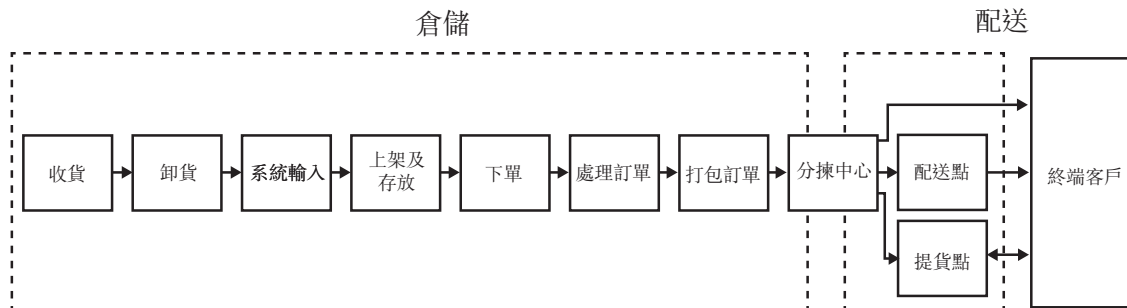 倉儲
配送
收貨
卸貨
系統輸入
上架及
存放
下單
處理訂單
打包訂單
分揀中心
配送點
提貨點
終端客戶